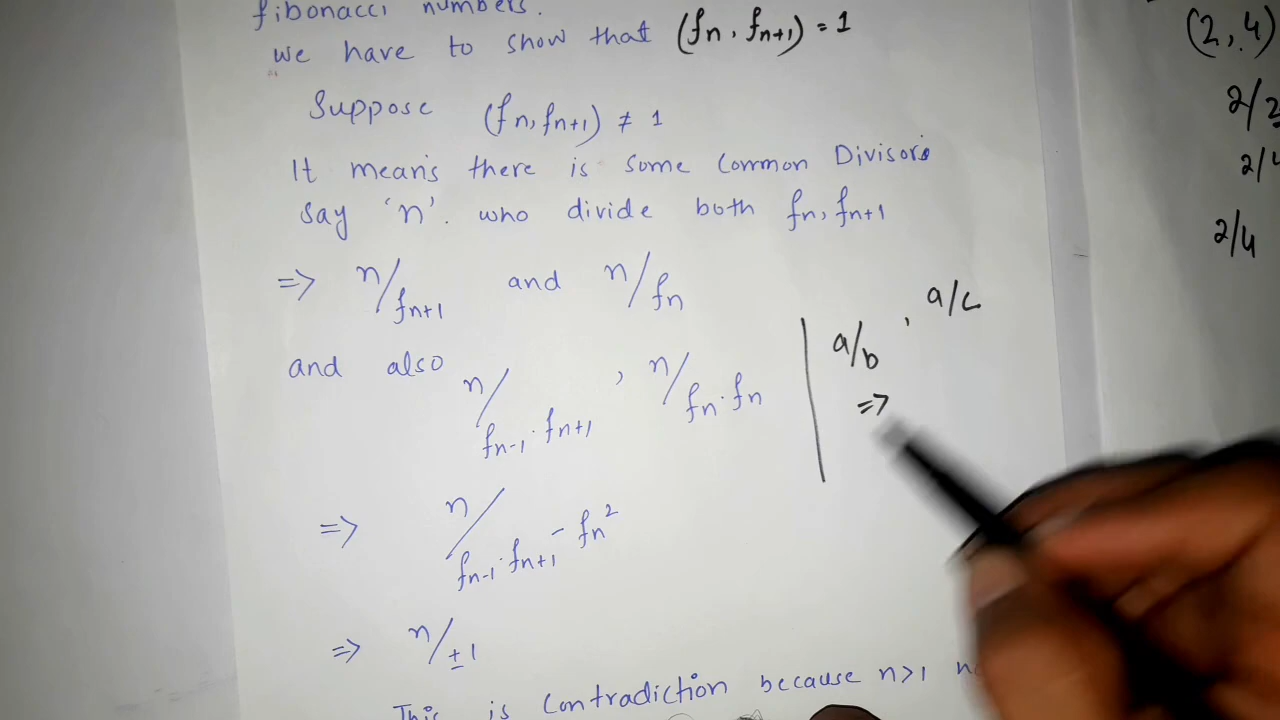 fibonacci numbers.
we have to show that (fn, fn+1) = 1
Suppose (fn, fn+1) ≠ 1
It means there is some Common Divisors
say 'n'. who divide both fn, fn+1
=> n/fn+1 and n/fn
and also n/fn-1·fn+1 , n/fn·fn
=> n/fn-1·fn+1 - fn²
=> n/±1
This is Contradiction because n>1
a/b , a/c
=>
(2,4)
2/
2/4
2/4